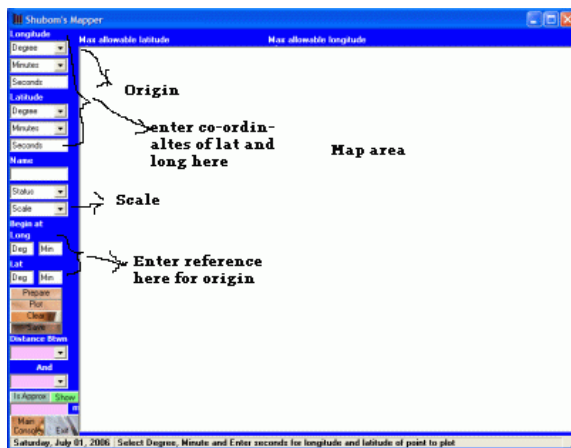 Shubom's Mapper
Longitude
Max allowable latitude
Max allowable longitude
Degree
Minutes
Seconds
Origin
Latitude
Degree
Minutes
Seconds
enter co-ordin-
altes of lat and
long here
Map area
Name
Status
Scale
Scale
Begin at
Long
Deg
Min
Lat
Deg
Min
Enter reference
here for origin
Prepare
Plot
Clear
Save
Distance Btwn
And
Is Approx
Show
m
Main
Console
Exit
Saturday, July 01, 2006
Select Degree, Minute and Enter seconds for longitude and latitude of point to plot